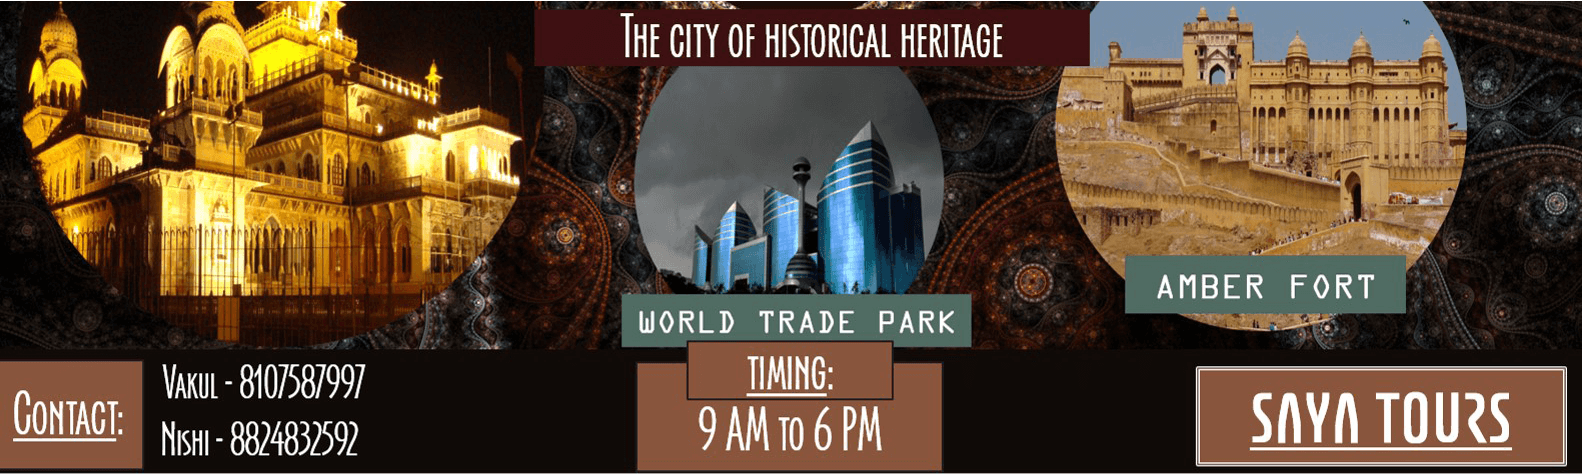 The city of historical heritage
WORLD TRADE PARK
AMBER FORT
Contact:
Vakul - 8107587997
Nishi - 8824832592
TIMING:
9 AM to 6 PM
SAYA TOURS